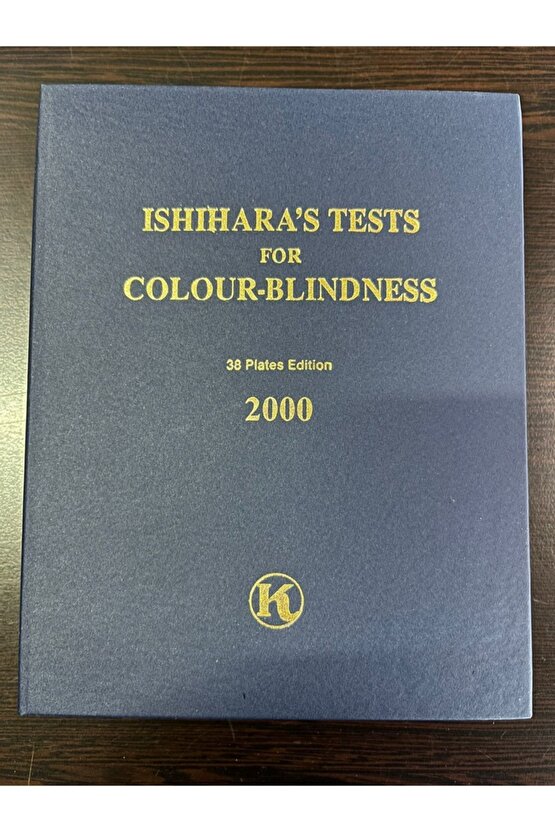 ISHIHARA'S TESTS
FOR
COLOUR-BLINDNESS
38 Plates Edition
2000
K